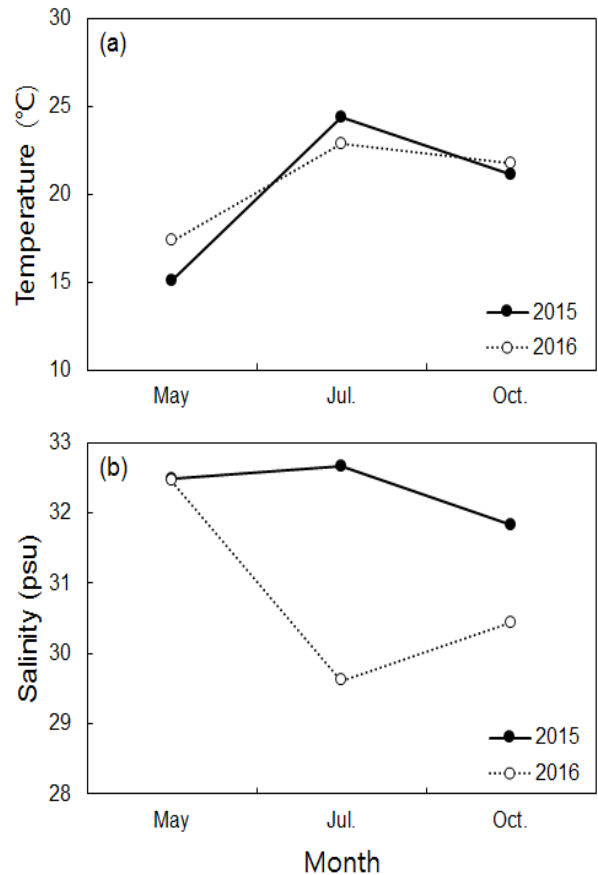 30
(a)
25
20
15
10
Temperature (℃)
2015
2016
May Jul. Oct.
33
(b)
32
31
30
29
28
Salinity (psu)
2015
2016
May Jul. Oct.
Month